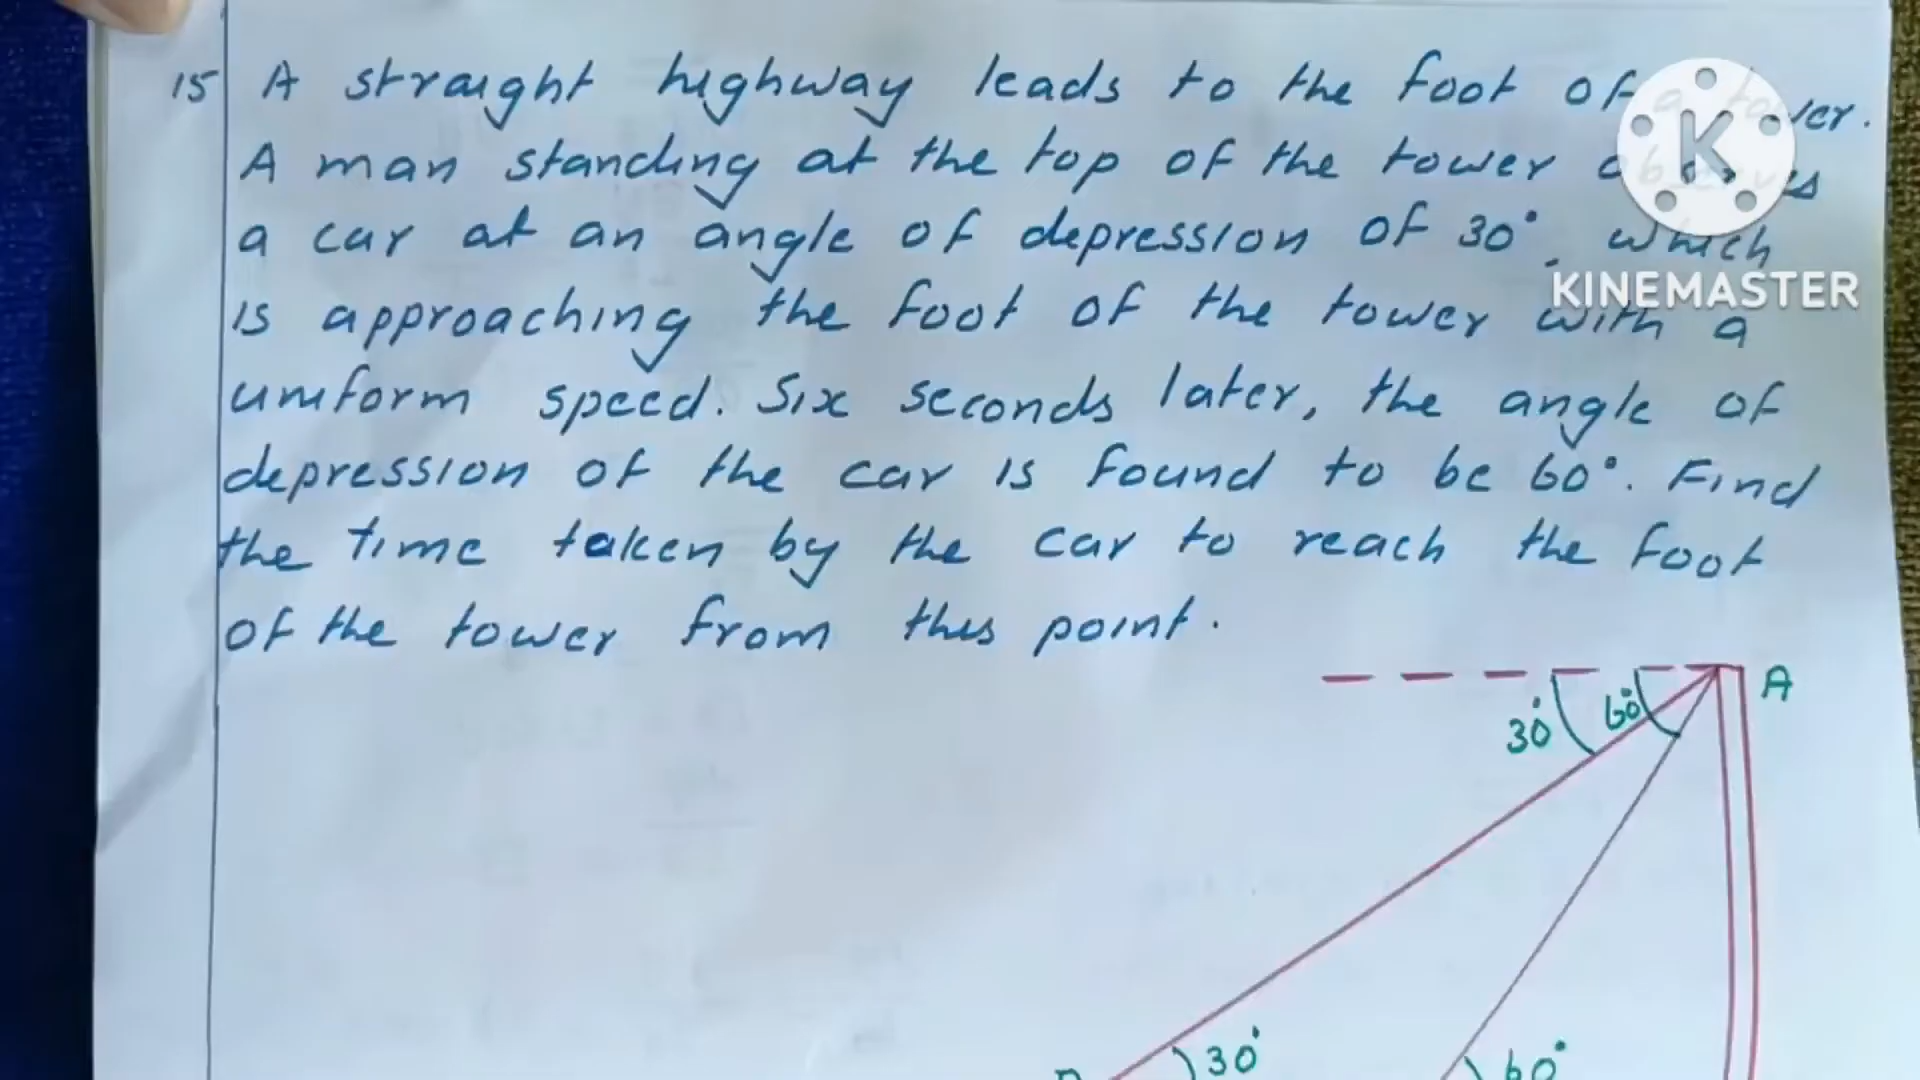 15 A straight highway leads to the foot of a tower.
A man standing at the top of the tower observes
a car at an angle of depression of 30°, which
KINEMASTER
is approaching the foot of the tower with a
uniform speed. Six seconds later, the angle of
depression of the car is found to be 60°. Find
the time taken by the car to reach the foot
of the tower from this point.
A
30° 60°
30° 60°